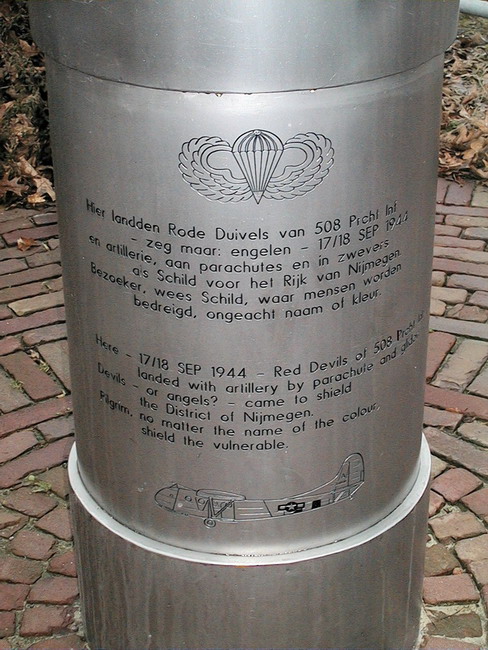 Hier landden Rode Duivels van 508 Prcht Inf
- zeg maar: engelen - 17/18 SEP 1944
en artillerie, aan parachutes en in zwevers
als Schild voor het Rijk van Nijmegen.
Bezoeker, wees Schild, waar mensen worden
bedreigd, ongeacht naam of kleur.
Here - 17/18 SEP 1944 - Red Devils of 508 Prcht Inf
landed with artillery by parachute and glider.
Devils - or angels? - came to shield
the District of Nijmegen.
Pilgrim, no matter the name of the colour,
shield the vulnerable.